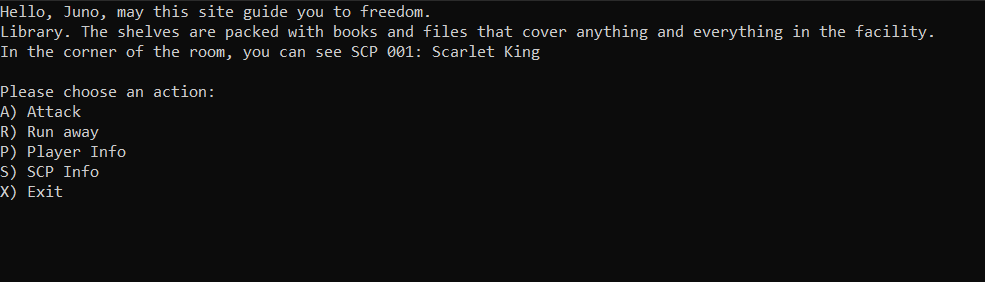 Hello, Juno, may this site guide you to freedom.
Library. The shelves are packed with books and files that cover anything and everything in the facility.
In the corner of the room, you can see SCP 001: Scarlet King
Please choose an action:
A) Attack
R) Run away
P) Player Info
S) SCP Info
X) Exit